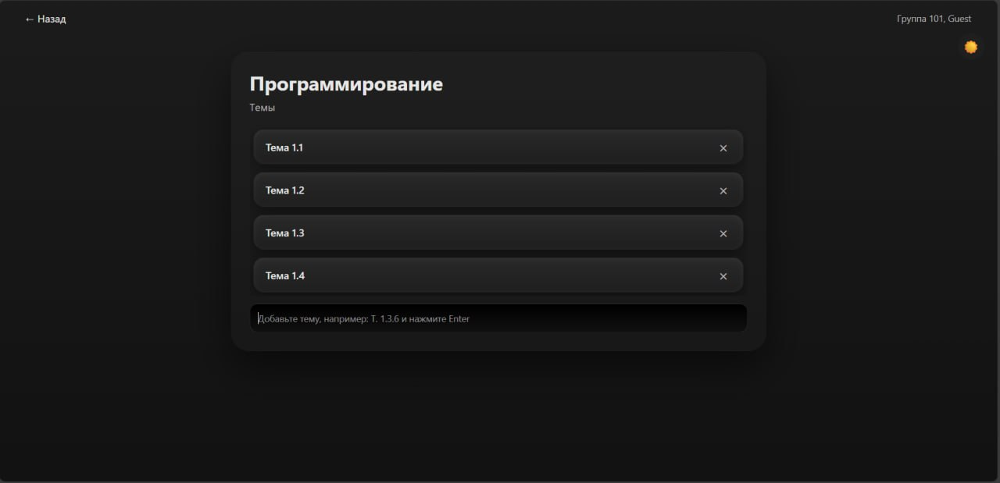 ← Назад
Группа 101, Guest
Программирование
Темы
Тема 1.1 ×
Тема 1.2 ×
Тема 1.3 ×
Тема 1.4 ×
Добавьте тему, например: Т. 1.3.6 и нажмите Enter